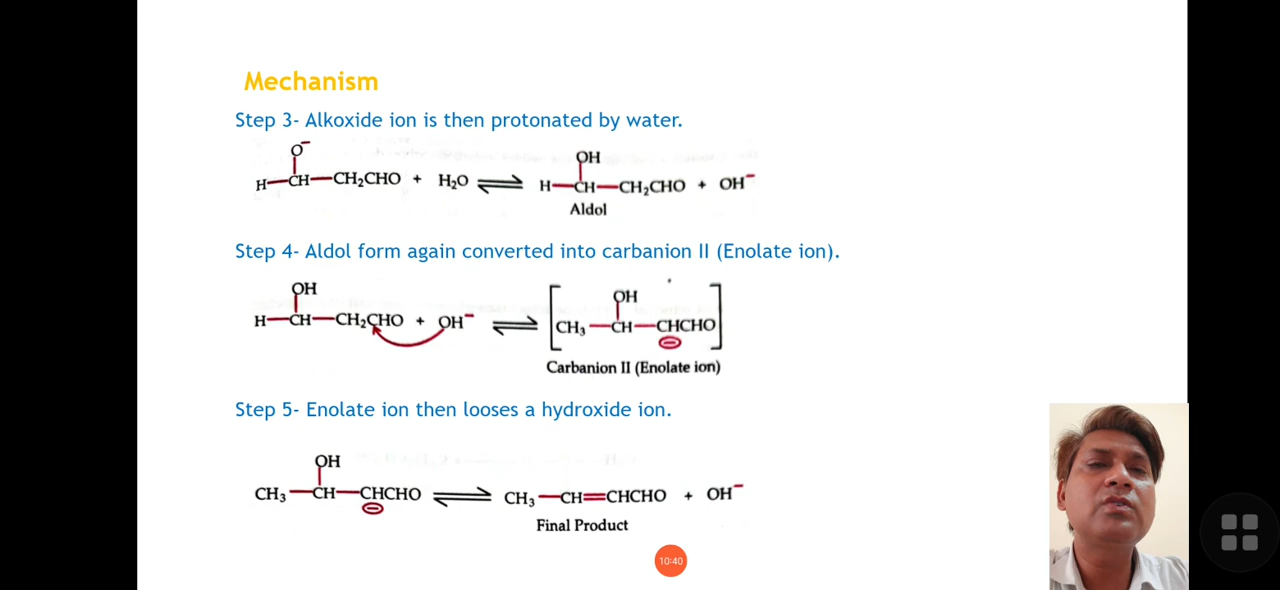 Mechanism
Step 3- Alkoxide ion is then protonated by water.
O⁻
H—CH—CH₂CHO + H₂O ⇌ H—CH—CH₂CHO + OH⁻
OH
Aldol
Step 4- Aldol form again converted into carbanion II (Enolate ion).
OH
H—CH—CH₂CHO + OH⁻ ⇌ [CH₃—CH—CHCHO]
OH
⊖
Carbanion II (Enolate ion)
Step 5- Enolate ion then looses a hydroxide ion.
OH
CH₃—CH—CHCHO ⇌ CH₃—CH=CHCHO + OH⁻
⊖
Final Product
10:40